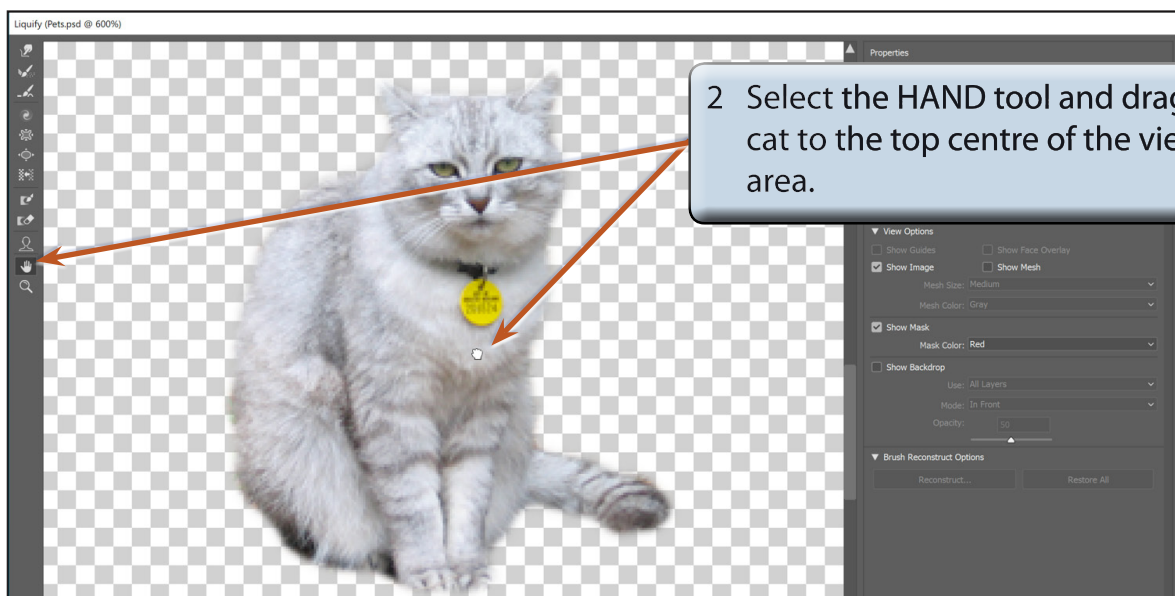 Liquify (Pets.psd @ 600%)
Properties
2 Select the HAND tool and drag
cat to the top centre of the vie
area.
View Options
Show Guides Show Face Overlay
Show Image Show Mesh
Mesh Size: Medium
Mesh Color: Gray
Show Mask
Mask Color: Red
Show Backdrop
Use: All Layers
Mode: In Front
Opacity: 50
Brush Reconstruct Options
Reconstruct... Restore All